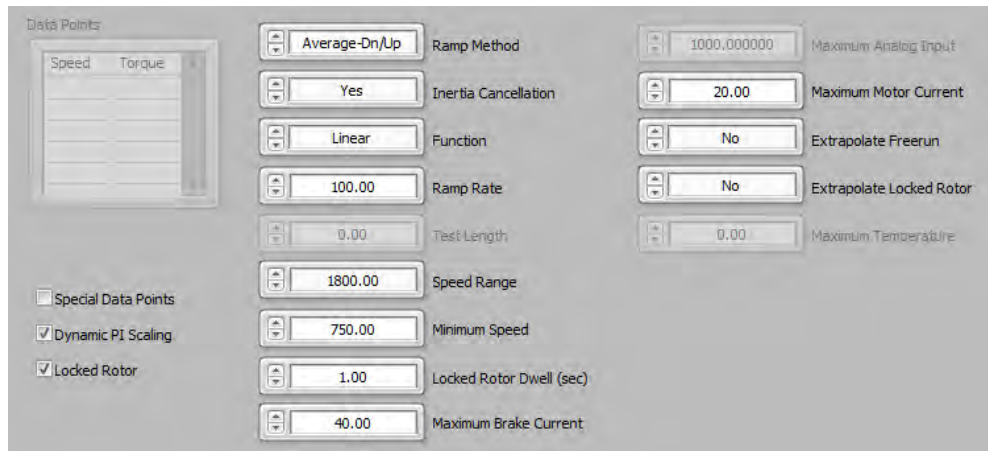 Data Points
Speed Torque
Special Data Points
Dynamic PI Scaling
Locked Rotor
Average-Dn/Up Ramp Method
Yes Inertia Cancellation
Linear Function
100.00 Ramp Rate
0.00 Test Length
1800.00 Speed Range
750.00 Minimum Speed
1.00 Locked Rotor Dwell (sec)
40.00 Maximum Brake Current
1000.000000 Maximum Analog Input
20.00 Maximum Motor Current
No Extrapolate Freerun
No Extrapolate Locked Rotor
0.00 Maximum Temperature